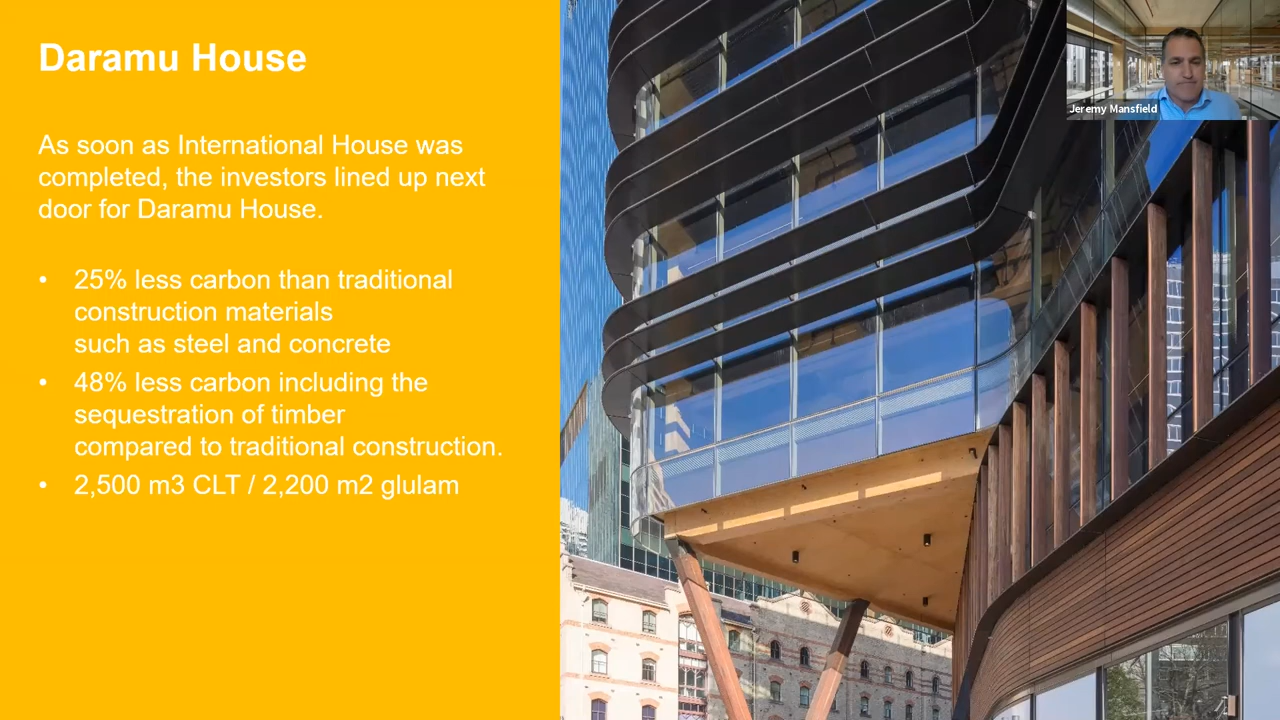 Daramu House
As soon as International House was
completed, the investors lined up next
door for Daramu House.
• 25% less carbon than traditional
construction materials
such as steel and concrete
• 48% less carbon including the
sequestration of timber
compared to traditional construction.
• 2,500 m3 CLT / 2,200 m2 glulam
Jeremy Mansfield